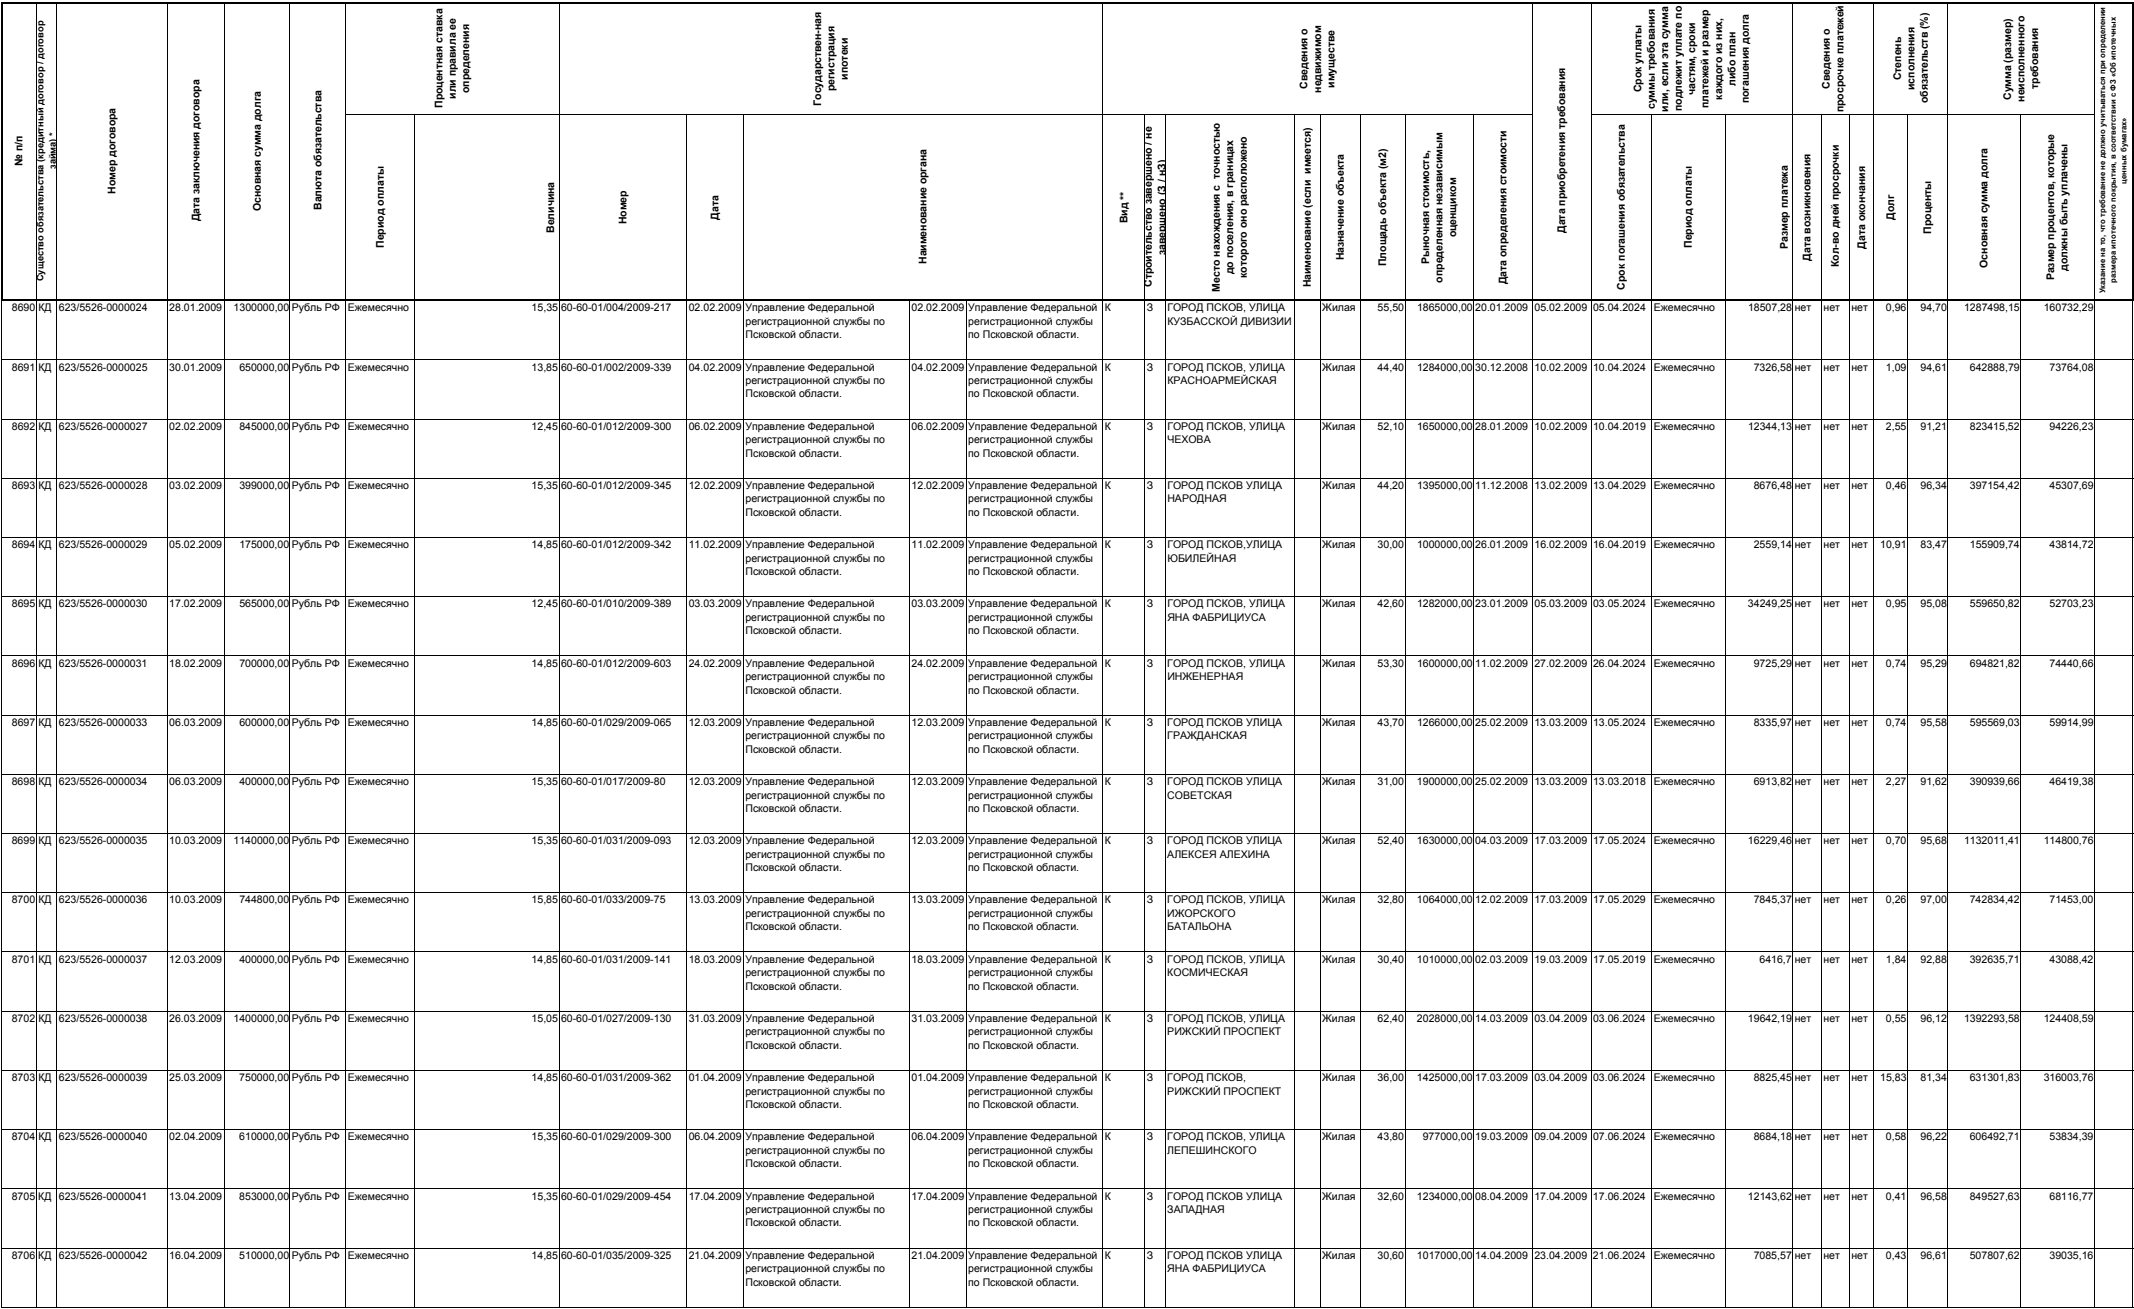 № п/п
Существо обязательства (кредитный договор / договор займа) *
Номер договора
Дата заключения договора
Основная сумма долга
Валюта обязательства
Процентная ставка или правила ее определения
Период оплаты
Величина
Государствен-ная регистрация ипотеки
Номер
Дата
Наименование органа
Сведения о недвижимом имуществе
Вид **
Строительство завершено / не завершено (З / нЗ)
Место нахождения с точностью до поселения, в границах которого оно расположено
Наименование (если имеется)
Назначение объекта
Площадь объекта (м2)
Рыночная стоимость, определенная независимым оценщиком
Дата определения стоимости
Дата приобретения требования
Срок уплаты суммы требования или, если эта сумма подлежит уплате по частям, сроки платежей и размер каждого из них, либо план погашения долга
Срок погашения обязательства
Период оплаты
Размер платежа
Сведения о просрочке платежей
Дата возникновения
Кол-во дней просрочки
Дата окончания
Степень исполнения обязательств (%)
Долг
Проценты
Сумма (размер) неисполненного требования
Основная сумма долга
Размер процентов, которые должны быть уплачены
Указание на то, что требование не должно учитываться при определении размера ипотечного покрытия, в соответствии с ФЗ «Об ипотечных ценных бумагах»
8690 КД 623/5526-0000024 28.01.2009 1300000,00 Рубль РФ Ежемесячно 15,35 60-60-01/004/2009-217 02.02.2009 Управление Федеральной регистрационной службы по Псковской области. 02.02.2009 Управление Федеральной регистрационной службы по Псковской области. К З ГОРОД ПСКОВ, УЛИЦА КУЗБАССКОЙ ДИВИЗИИ Жилая 55,50 1865000,00 20.01.2009 05.02.2009 05.04.2024 Ежемесячно 18507,28 нет нет нет 0,96 94,70 1287498,15 160732,29
8691 КД 623/5526-0000025 30.01.2009 650000,00 Рубль РФ Ежемесячно 13,85 60-60-01/002/2009-339 04.02.2009 Управление Федеральной регистрационной службы по Псковской области. 04.02.2009 Управление Федеральной регистрационной службы по Псковской области. К З ГОРОД ПСКОВ, УЛИЦА КРАСНОАРМЕЙСКАЯ Жилая 44,40 1284000,00 30.12.2008 10.02.2009 10.04.2024 Ежемесячно 7326,58 нет нет нет 1,09 94,61 642888,79 73764,08
8692 КД 623/5526-0000027 02.02.2009 845000,00 Рубль РФ Ежемесячно 12,45 60-60-01/012/2009-300 06.02.2009 Управление Федеральной регистрационной службы по Псковской области. 06.02.2009 Управление Федеральной регистрационной службы по Псковской области. К З ГОРОД ПСКОВ, УЛИЦА ЧЕХОВА Жилая 52,10 1650000,00 28.01.2009 10.02.2009 10.04.2019 Ежемесячно 12344,13 нет нет нет 2,55 91,21 823415,52 94226,23
8693 КД 623/5526-0000028 03.02.2009 399000,00 Рубль РФ Ежемесячно 15,35 60-60-01/012/2009-345 12.02.2009 Управление Федеральной регистрационной службы по Псковской области. 12.02.2009 Управление Федеральной регистрационной службы по Псковской области. К З ГОРОД ПСКОВ УЛИЦА НАРОДНАЯ Жилая 44,20 1395000,00 11.12.2008 13.02.2009 13.04.2029 Ежемесячно 8676,48 нет нет нет 0,46 96,34 397154,42 45307,69
8694 КД 623/5526-0000029 05.02.2009 175000,00 Рубль РФ Ежемесячно 14,85 60-60-01/012/2009-342 11.02.2009 Управление Федеральной регистрационной службы по Псковской области. 11.02.2009 Управление Федеральной регистрационной службы по Псковской области. К З ГОРОД ПСКОВ,УЛИЦА ЮБИЛЕЙНАЯ Жилая 30,00 1000000,00 26.01.2009 16.02.2009 16.04.2019 Ежемесячно 2559,14 нет нет нет 10,91 83,47 155909,74 43814,72
8695 КД 623/5526-0000030 17.02.2009 565000,00 Рубль РФ Ежемесячно 12,45 60-60-01/010/2009-389 03.03.2009 Управление Федеральной регистрационной службы по Псковской области. 03.03.2009 Управление Федеральной регистрационной службы по Псковской области. К З ГОРОД ПСКОВ, УЛИЦА ЯНА ФАБРИЦИУСА Жилая 42,60 1282000,00 23.01.2009 05.03.2009 03.05.2024 Ежемесячно 34249,25 нет нет нет 0,95 95,08 559650,82 52703,23
8696 КД 623/5526-0000031 18.02.2009 700000,00 Рубль РФ Ежемесячно 14,85 60-60-01/012/2009-603 24.02.2009 Управление Федеральной регистрационной службы по Псковской области. 24.02.2009 Управление Федеральной регистрационной службы по Псковской области. К З ГОРОД ПСКОВ, УЛИЦА ИНЖЕНЕРНАЯ Жилая 53,30 1600000,00 11.02.2009 27.02.2009 26.04.2024 Ежемесячно 9725,29 нет нет нет 0,74 95,29 694821,82 74440,66
8697 КД 623/5526-0000033 06.03.2009 600000,00 Рубль РФ Ежемесячно 14,85 60-60-01/029/2009-065 12.03.2009 Управление Федеральной регистрационной службы по Псковской области. 12.03.2009 Управление Федеральной регистрационной службы по Псковской области. К З ГОРОД ПСКОВ УЛИЦА ГРАЖДАНСКАЯ Жилая 43,70 1266000,00 25.02.2009 13.03.2009 13.05.2024 Ежемесячно 8335,97 нет нет нет 0,74 95,58 595569,03 59914,99
8698 КД 623/5526-0000034 06.03.2009 400000,00 Рубль РФ Ежемесячно 15,35 60-60-01/017/2009-80 12.03.2009 Управление Федеральной регистрационной службы по Псковской области. 12.03.2009 Управление Федеральной регистрационной службы по Псковской области. К З ГОРОД ПСКОВ УЛИЦА СОВЕТСКАЯ Жилая 31,00 1900000,00 25.02.2009 13.03.2009 13.03.2018 Ежемесячно 6913,82 нет нет нет 2,27 91,62 390939,66 46419,38
8699 КД 623/5526-0000035 10.03.2009 1140000,00 Рубль РФ Ежемесячно 15,35 60-60-01/031/2009-093 12.03.2009 Управление Федеральной регистрационной службы по Псковской области. 12.03.2009 Управление Федеральной регистрационной службы по Псковской области. К З ГОРОД ПСКОВ УЛИЦА АЛЕКСЕЯ АЛЕХИНА Жилая 52,40 1630000,00 04.03.2009 17.03.2009 17.05.2024 Ежемесячно 16229,46 нет нет нет 0,70 95,68 1132011,41 114800,76
8700 КД 623/5526-0000036 10.03.2009 744800,00 Рубль РФ Ежемесячно 15,85 60-60-01/033/2009-75 13.03.2009 Управление Федеральной регистрационной службы по Псковской области. 13.03.2009 Управление Федеральной регистрационной службы по Псковской области. К З ГОРОД ПСКОВ, УЛИЦА ИЖОРСКОГО БАТАЛЬОНА Жилая 32,80 1064000,00 12.02.2009 17.03.2009 17.05.2029 Ежемесячно 7845,37 нет нет нет 0,26 97,00 742834,42 71453,00
8701 КД 623/5526-0000037 12.03.2009 400000,00 Рубль РФ Ежемесячно 14,85 60-60-01/031/2009-141 18.03.2009 Управление Федеральной регистрационной службы по Псковской области. 18.03.2009 Управление Федеральной регистрационной службы по Псковской области. К З ГОРОД ПСКОВ, УЛИЦА КОСМИЧЕСКАЯ Жилая 30,40 1010000,00 02.03.2009 19.03.2009 17.05.2019 Ежемесячно 6416,7 нет нет нет 1,84 92,88 392635,71 43088,42
8702 КД 623/5526-0000038 26.03.2009 1400000,00 Рубль РФ Ежемесячно 15,05 60-60-01/027/2009-130 31.03.2009 Управление Федеральной регистрационной службы по Псковской области. 31.03.2009 Управление Федеральной регистрационной службы по Псковской области. К З ГОРОД ПСКОВ, УЛИЦА РИЖСКИЙ ПРОСПЕКТ Жилая 62,40 2028000,00 14.03.2009 03.04.2009 03.06.2024 Ежемесячно 19642,19 нет нет нет 0,55 96,12 1392293,58 124408,59
8703 КД 623/5526-0000039 25.03.2009 750000,00 Рубль РФ Ежемесячно 14,85 60-60-01/031/2009-362 01.04.2009 Управление Федеральной регистрационной службы по Псковской области. 01.04.2009 Управление Федеральной регистрационной службы по Псковской области. К З ГОРОД ПСКОВ, РИЖСКИЙ ПРОСПЕКТ Жилая 36,00 1425000,00 17.03.2009 03.04.2009 03.06.2024 Ежемесячно 8825,45 нет нет нет 15,83 81,34 631301,83 316003,76
8704 КД 623/5526-0000040 02.04.2009 610000,00 Рубль РФ Ежемесячно 15,35 60-60-01/029/2009-300 06.04.2009 Управление Федеральной регистрационной службы по Псковской области. 06.04.2009 Управление Федеральной регистрационной службы по Псковской области. К З ГОРОД ПСКОВ, УЛИЦА ЛЕПЕШИНСКОГО Жилая 43,80 977000,00 19.03.2009 09.04.2009 07.06.2024 Ежемесячно 8684,18 нет нет нет 0,58 96,22 606492,71 53834,39
8705 КД 623/5526-0000041 13.04.2009 853000,00 Рубль РФ Ежемесячно 15,35 60-60-01/029/2009-454 17.04.2009 Управление Федеральной регистрационной службы по Псковской области. 17.04.2009 Управление Федеральной регистрационной службы по Псковской области. К З ГОРОД ПСКОВ УЛИЦА ЗАПАДНАЯ Жилая 32,60 1234000,00 08.04.2009 17.04.2009 17.06.2024 Ежемесячно 12143,62 нет нет нет 0,41 96,58 849527,63 68116,77
8706 КД 623/5526-0000042 16.04.2009 510000,00 Рубль РФ Ежемесячно 14,85 60-60-01/035/2009-325 21.04.2009 Управление Федеральной регистрационной службы по Псковской области. 21.04.2009 Управление Федеральной регистрационной службы по Псковской области. К З ГОРОД ПСКОВ УЛИЦА ЯНА ФАБРИЦИУСА Жилая 30,60 1017000,00 14.04.2009 23.04.2009 21.06.2024 Ежемесячно 7085,57 нет нет нет 0,43 96,61 507807,62 39035,16